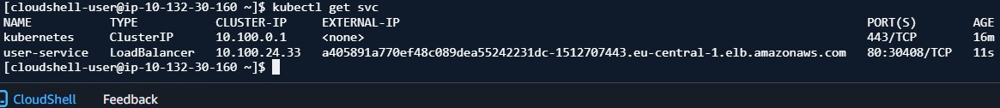 [cloudshell-user@ip-10-132-30-160 ~]$ kubectl get svc
NAME TYPE CLUSTER-IP EXTERNAL-IP PORT(S) AGE
kubernetes ClusterIP 10.100.0.1 <none> 443/TCP 16m
user-service LoadBalancer 10.100.24.33 a405891a770ef48c089dea55242231dc-1512707443.eu-central-1.elb.amazonaws.com 80:30408/TCP 11s
[cloudshell-user@ip-10-132-30-160 ~]$
CloudShell Feedback